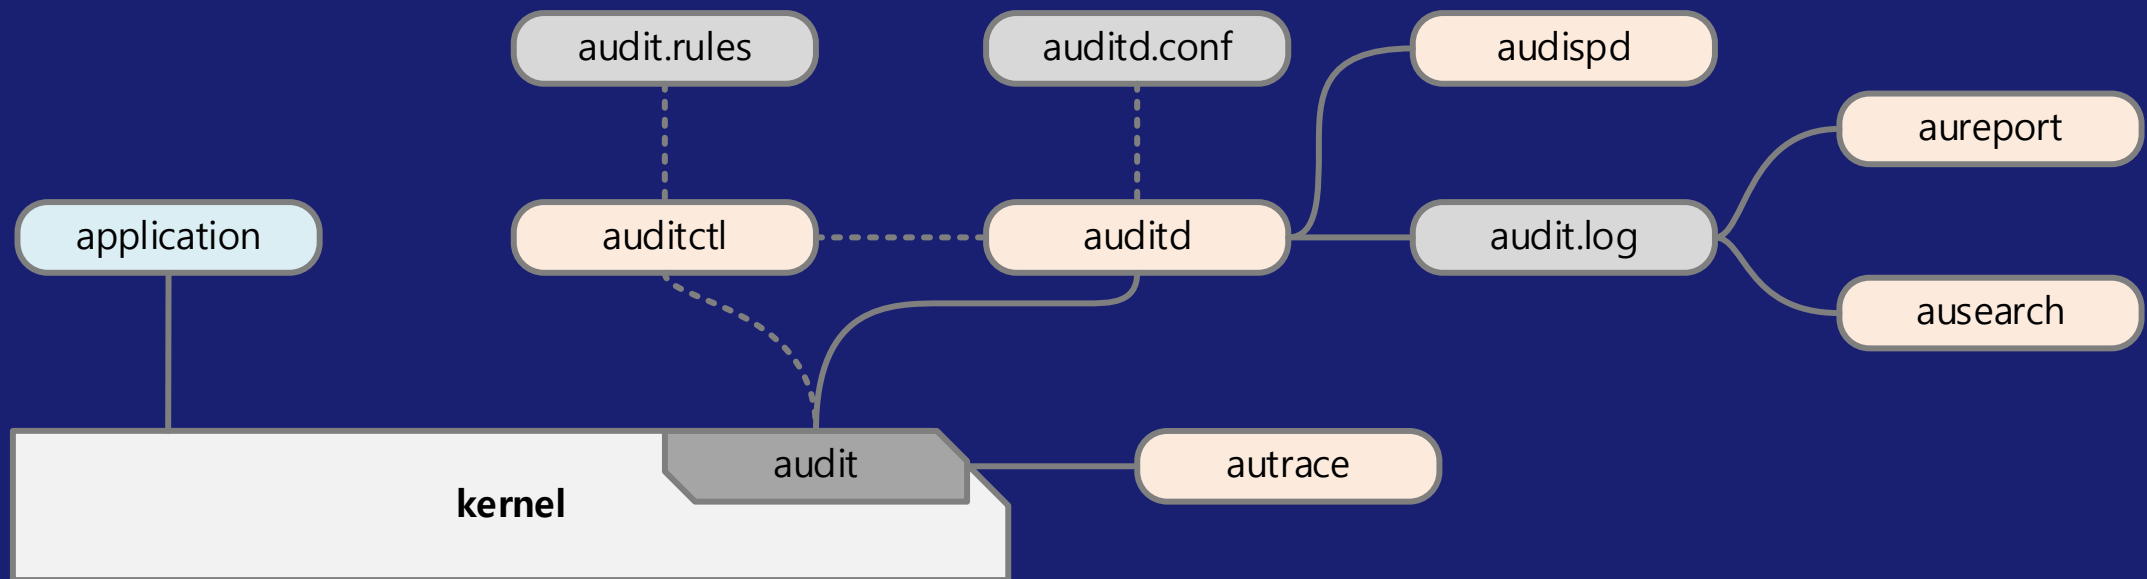 audit.rules
auditd.conf
audispd
aureport
application
auditctl
auditd
audit.log
ausearch
audit
autrace
kernel